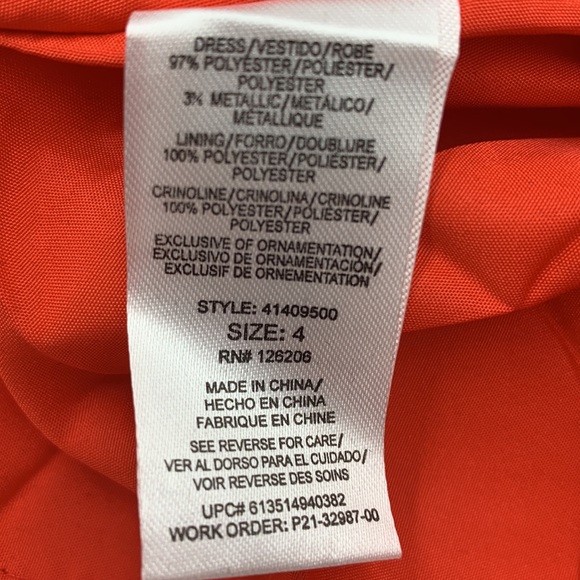 DRESS/VESTIDO/ROBE
97% POLYESTER/POLIÉSTER/
POLYESTER
3% METALLIC/METÁLICO/
MÉTALLIQUE
LINING/FORRO/DOUBLURE
100% POLYESTER/POLIÉSTER/
POLYESTER
CRINOLINE/CRINOLINA/CRINOLINE
100% POLYESTER/POLIÉSTER/
POLYESTER
EXCLUSIVE OF ORNAMENTATION/
EXCLUSIVO DE ORNAMENTACIÓN/
EXCLUSIF DE ORNEMENTATION
STYLE: 41409500
SIZE: 4
RN# 126206
MADE IN CHINA/
HECHO EN CHINA/
FABRIQUE EN CHINE
SEE REVERSE FOR CARE/
VER AL DORSO PARA EL CUIDADO/
VOIR REVERSE DES SOINS
UPC# 613514940382
WORK ORDER: P21-32987-00